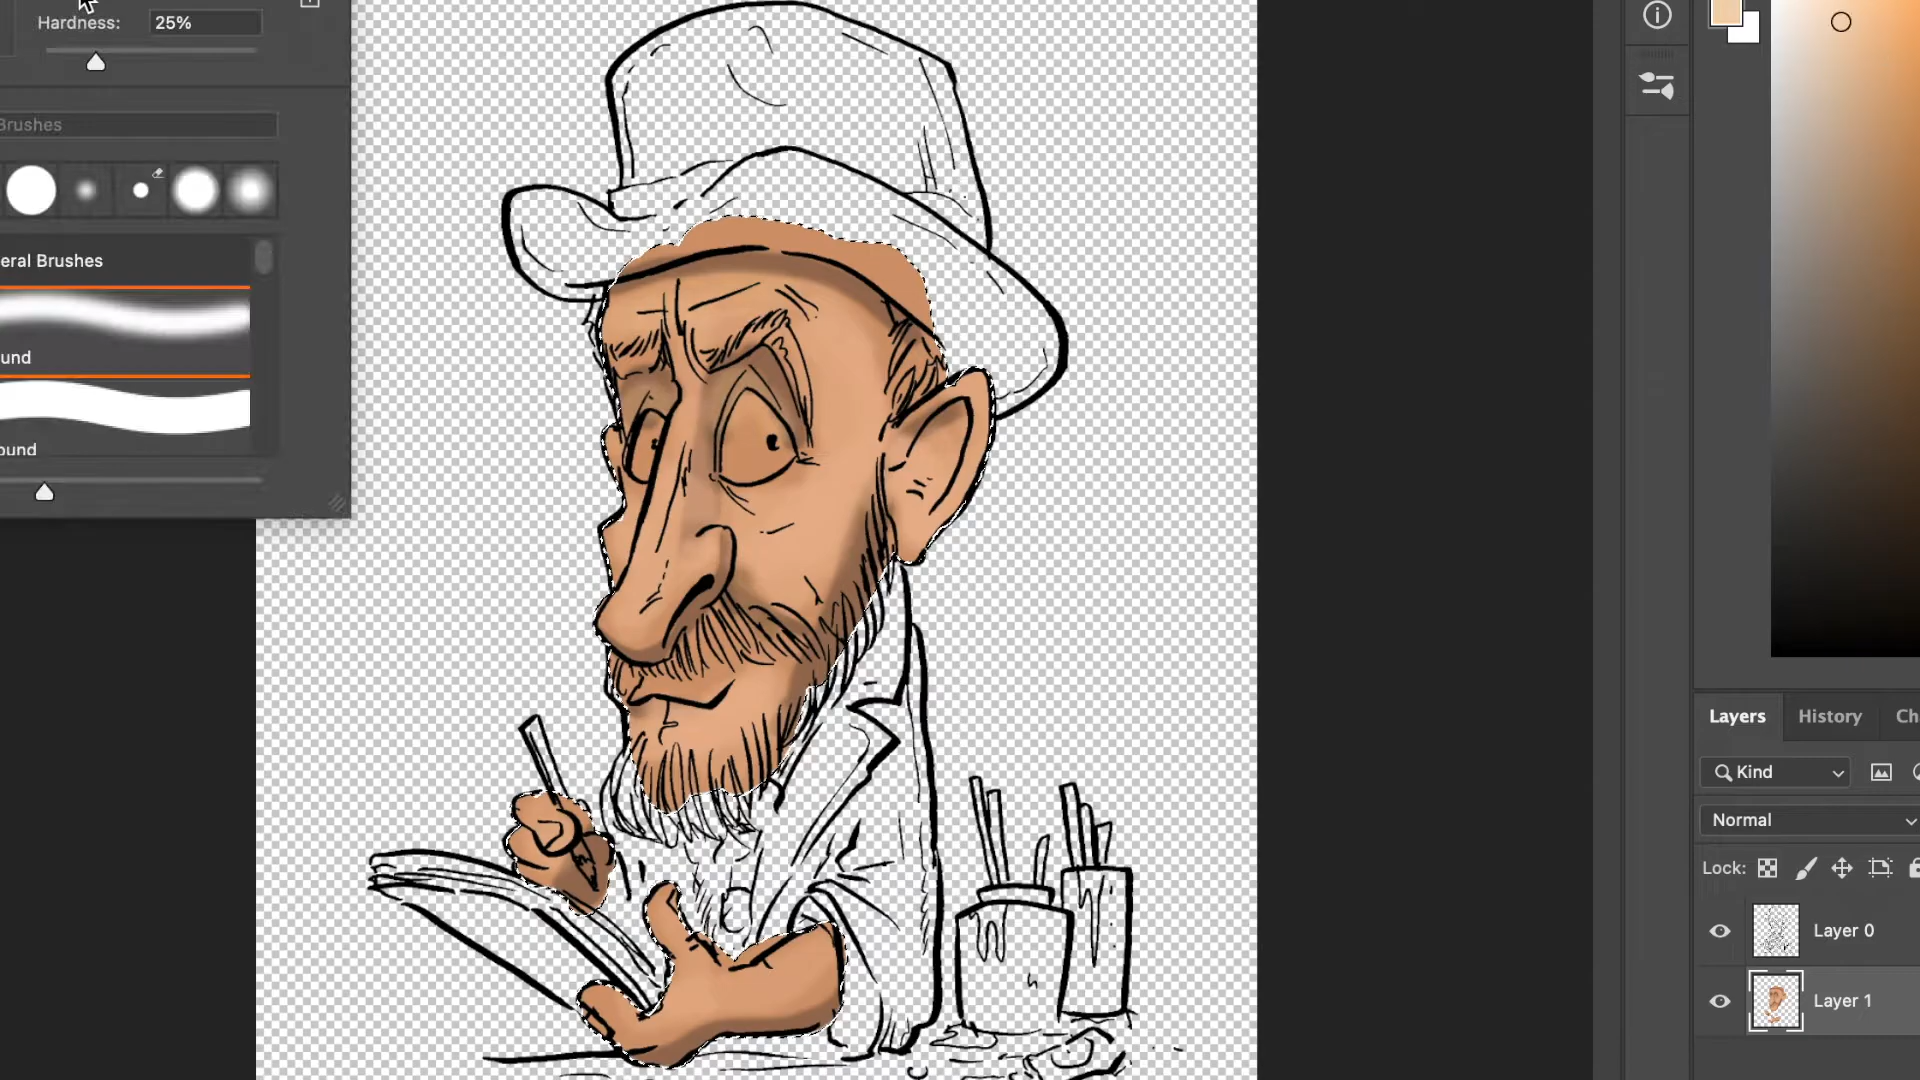 Hardness: 25%
Brushes
eral Brushes
und
ound
Layers History Ch
Kind
Normal
Lock:
Layer 0
Layer 1